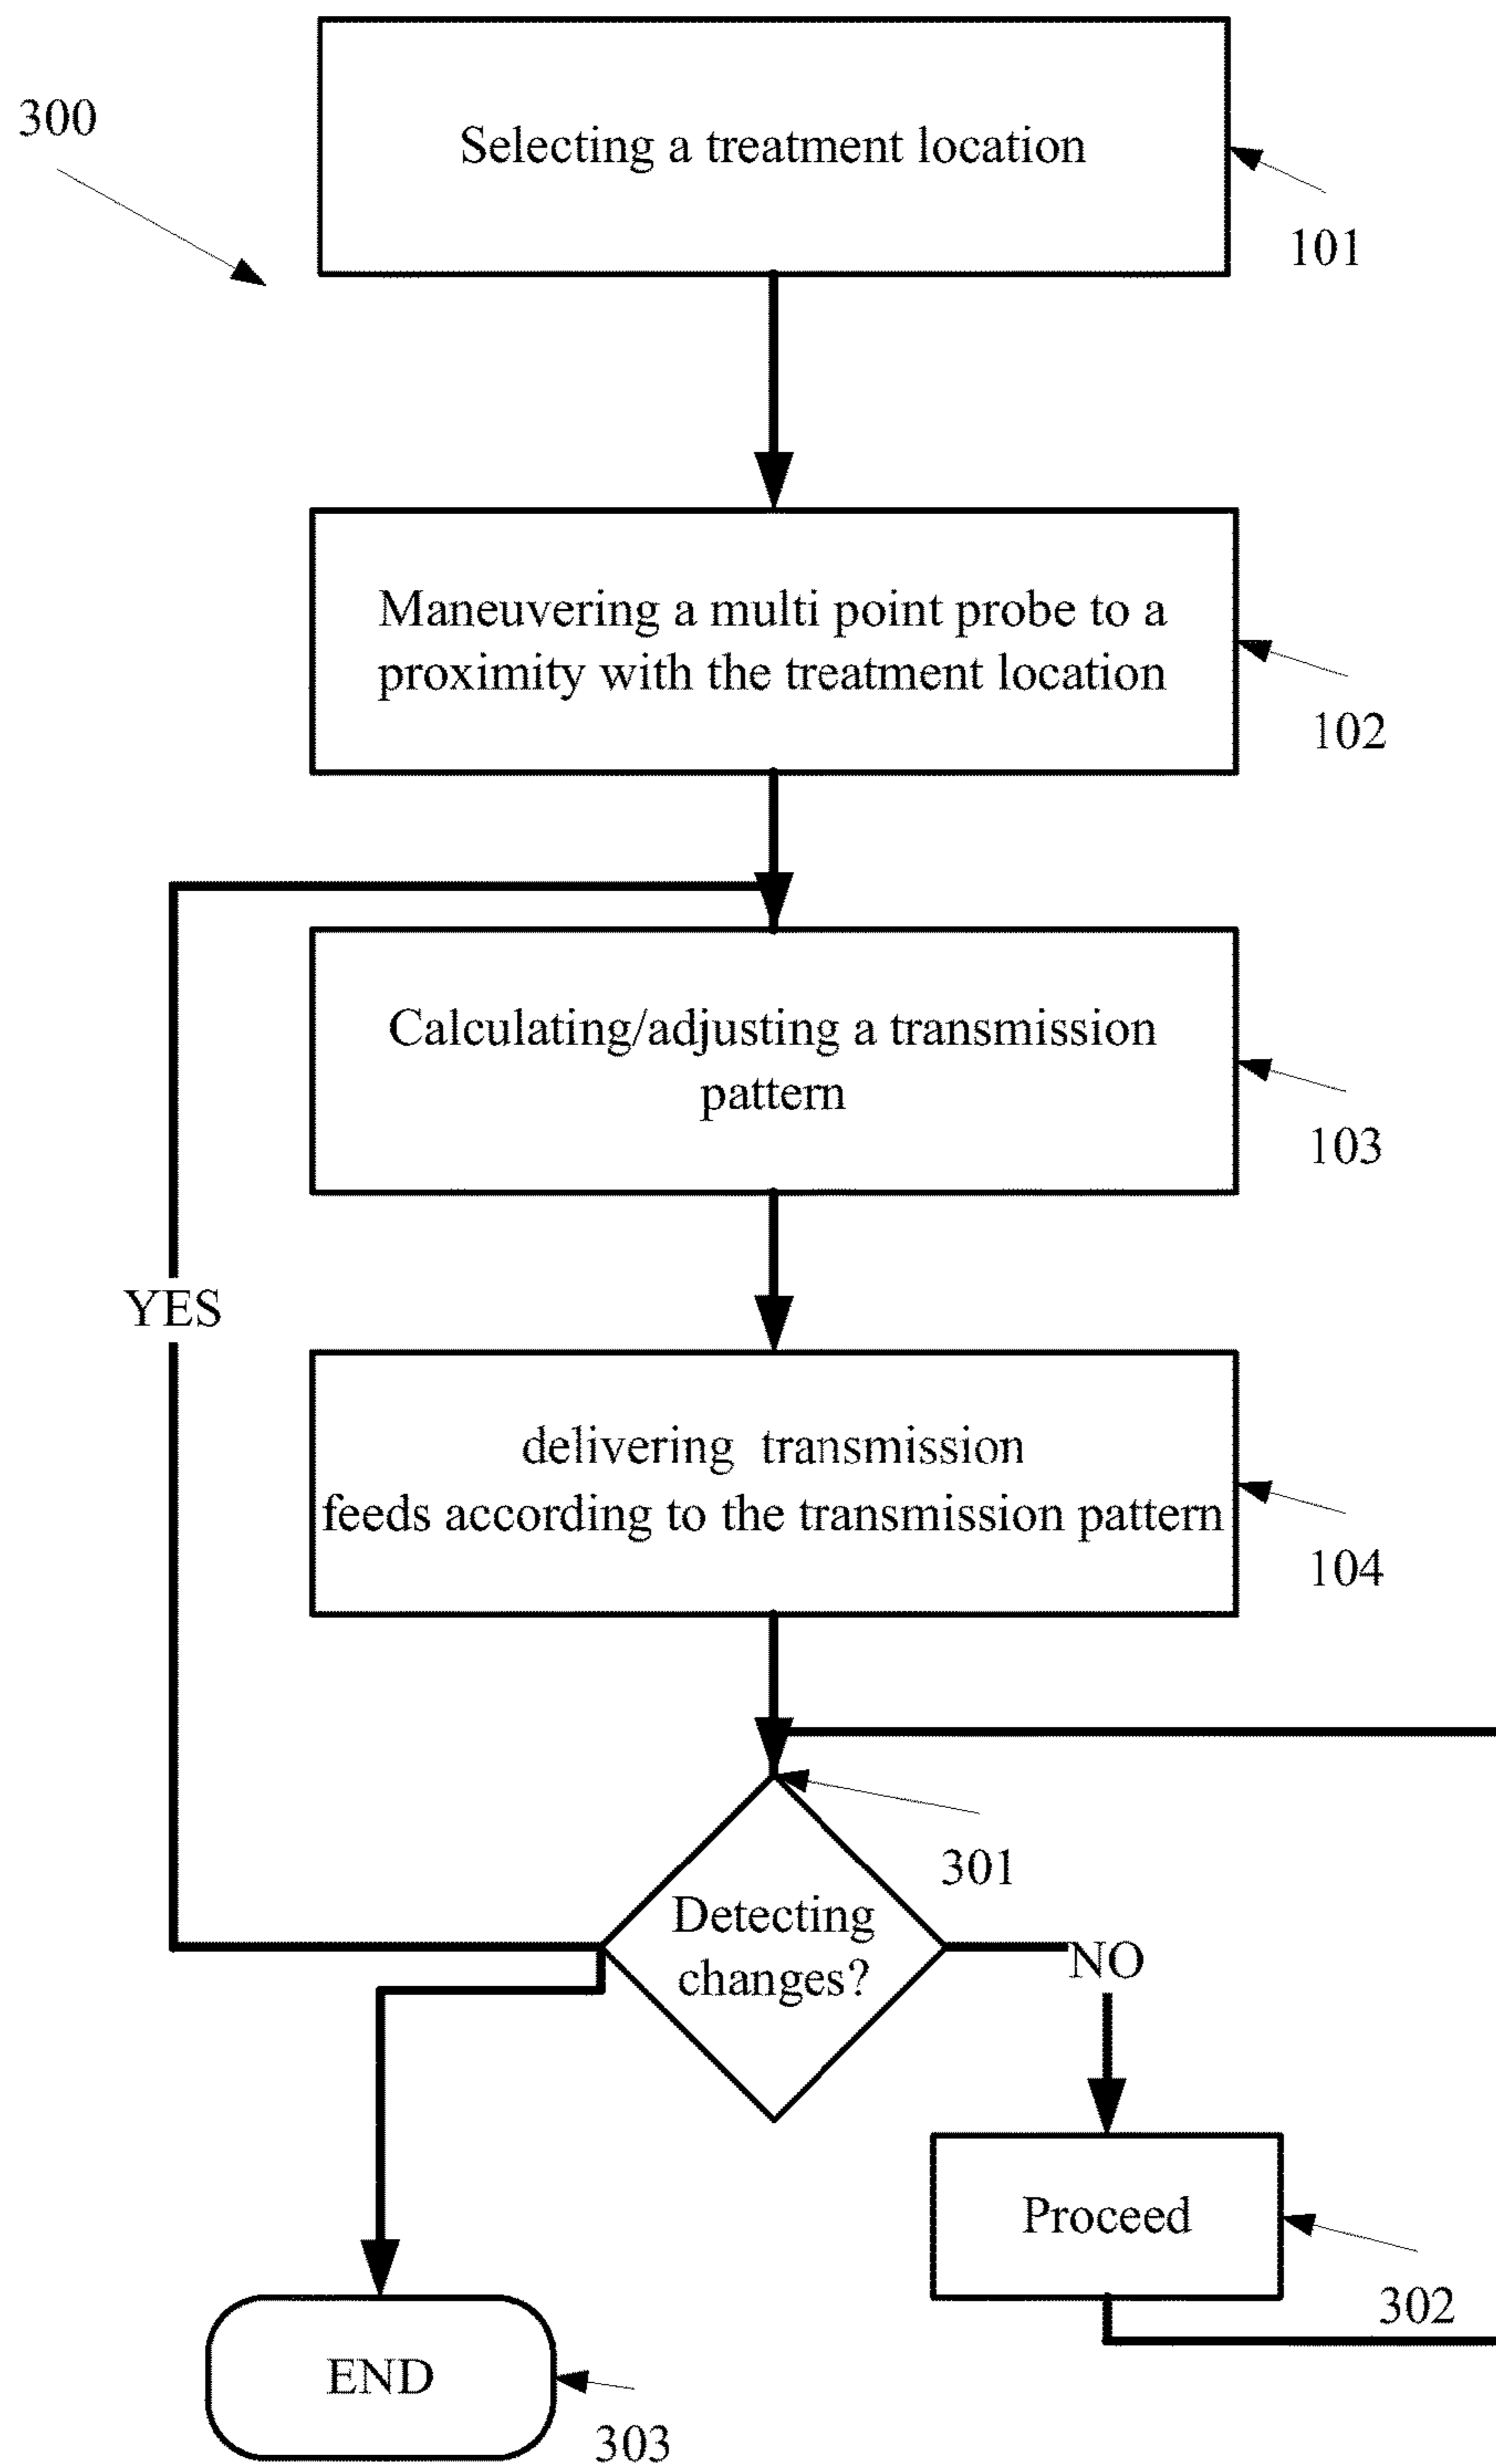 300
Selecting a treatment location
101
Maneuvering a multi point probe to a
proximity with the treatment location
102
Calculating/adjusting a transmission
pattern
103
YES
delivering transmission
feeds according to the transmission pattern
104
301
Detecting
changes?
NO
Proceed
302
END
303